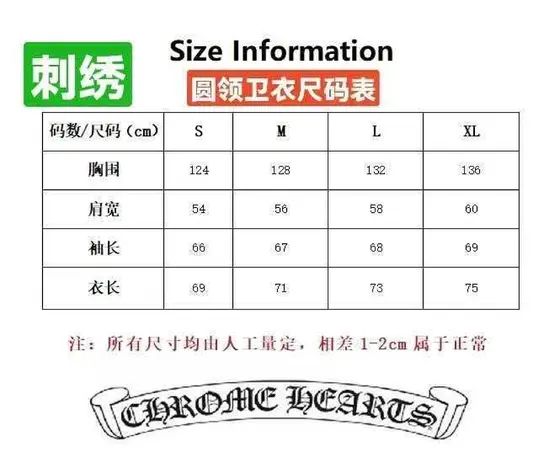 刺绣
Size Information
圆领卫衣尺码表
码数/尺码(cm) S M L XL
胸围 124 128 132 136
肩宽 54 56 58 60
袖长 66 67 68 69
衣长 69 71 73 75
注：所有尺寸均由人工量定，相差1-2cm属于正常
CHROME HEARTS